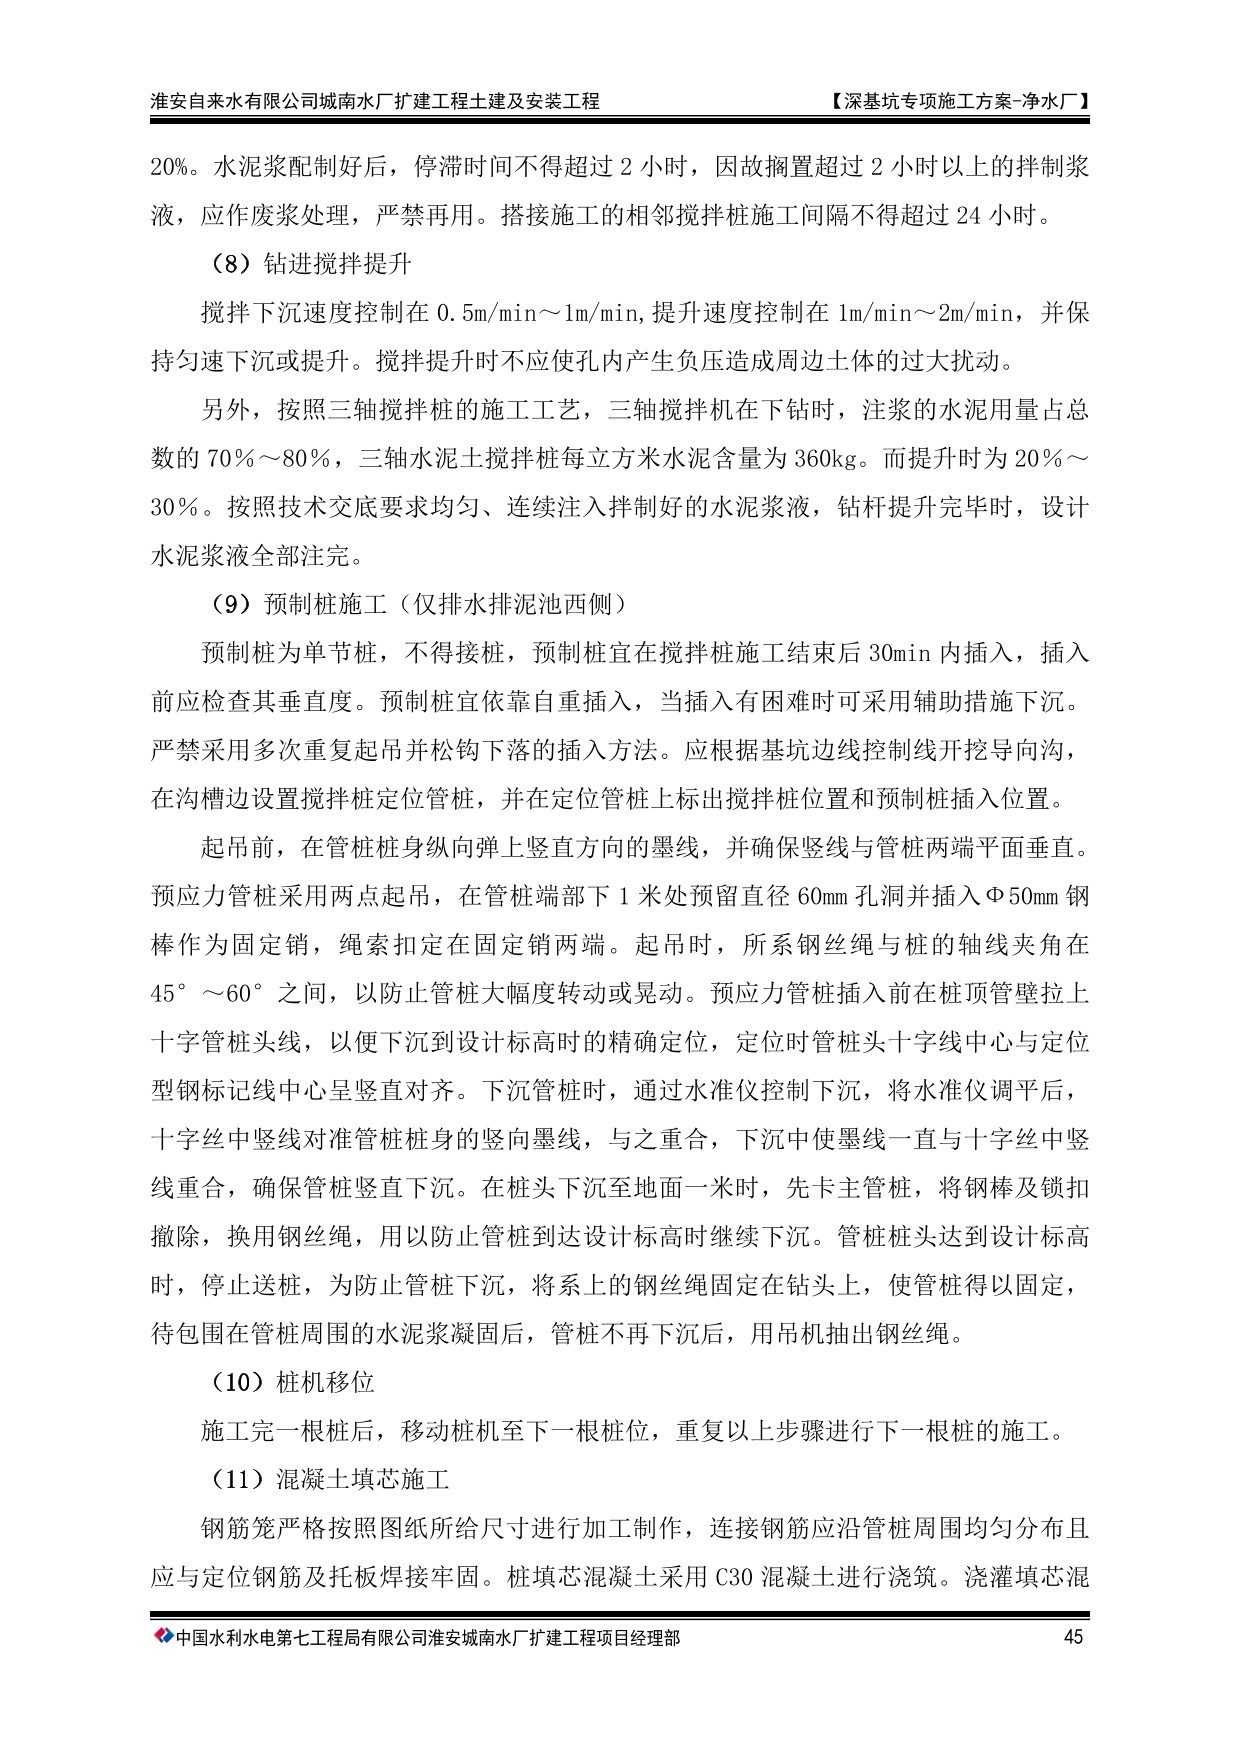 淮安自来水有限公司城南水厂扩建工程土建及安装工程 【深基坑专项施工方案-净水厂】
20%。水泥浆配制好后，停滞时间不得超过 2 小时，因故搁置超过 2 小时以上的拌制浆
液，应作废浆处理，严禁再用。搭接施工的相邻搅拌桩施工间隔不得超过 24 小时。
（8）钻进搅拌提升
搅拌下沉速度控制在 0.5m/min～1m/min,提升速度控制在 1m/min～2m/min，并保
持匀速下沉或提升。搅拌提升时不应使孔内产生负压造成周边土体的过大扰动。
另外，按照三轴搅拌桩的施工工艺，三轴搅拌机在下钻时，注浆的水泥用量占总
数的 70％～80％，三轴水泥土搅拌桩每立方米水泥含量为 360kg。而提升时为 20％～
30％。按照技术交底要求均匀、连续注入拌制好的水泥浆液，钻杆提升完毕时，设计
水泥浆液全部注完。
（9）预制桩施工（仅排水排泥池西侧）
预制桩为单节桩，不得接桩，预制桩宜在搅拌桩施工结束后 30min 内插入，插入
前应检查其垂直度。预制桩宜依靠自重插入，当插入有困难时可采用辅助措施下沉。
严禁采用多次重复起吊并松钩下落的插入方法。应根据基坑边线控制线开挖导向沟，
在沟槽边设置搅拌桩定位管桩，并在定位管桩上标出搅拌桩位置和预制桩插入位置。
起吊前，在管桩桩身纵向弹上竖直方向的墨线，并确保竖线与管桩两端平面垂直。
预应力管桩采用两点起吊，在管桩端部下 1 米处预留直径 60mm 孔洞并插入Φ50mm 钢
棒作为固定销，绳索扣定在固定销两端。起吊时，所系钢丝绳与桩的轴线夹角在
45°～60°之间，以防止管桩大幅度转动或晃动。预应力管桩插入前在桩顶管壁拉上
十字管桩头线，以便下沉到设计标高时的精确定位，定位时管桩头十字线中心与定位
型钢标记线中心呈竖直对齐。下沉管桩时，通过水准仪控制下沉，将水准仪调平后，
十字丝中竖线对准管桩桩身的竖向墨线，与之重合，下沉中使墨线一直与十字丝中竖
线重合，确保管桩竖直下沉。在桩头下沉至地面一米时，先卡主管桩，将钢棒及锁扣
撤除，换用钢丝绳，用以防止管桩到达设计标高时继续下沉。管桩桩头达到设计标高
时，停止送桩，为防止管桩下沉，将系上的钢丝绳固定在钻头上，使管桩得以固定，
待包围在管桩周围的水泥浆凝固后，管桩不再下沉后，用吊机抽出钢丝绳。
（10）桩机移位
施工完一根桩后，移动桩机至下一根桩位，重复以上步骤进行下一根桩的施工。
（11）混凝土填芯施工
钢筋笼严格按照图纸所给尺寸进行加工制作，连接钢筋应沿管桩周围均匀分布且
应与定位钢筋及托板焊接牢固。桩填芯混凝土采用 C30 混凝土进行浇筑。浇灌填芯混
中国水利水电第七工程局有限公司淮安城南水厂扩建工程项目经理部 45